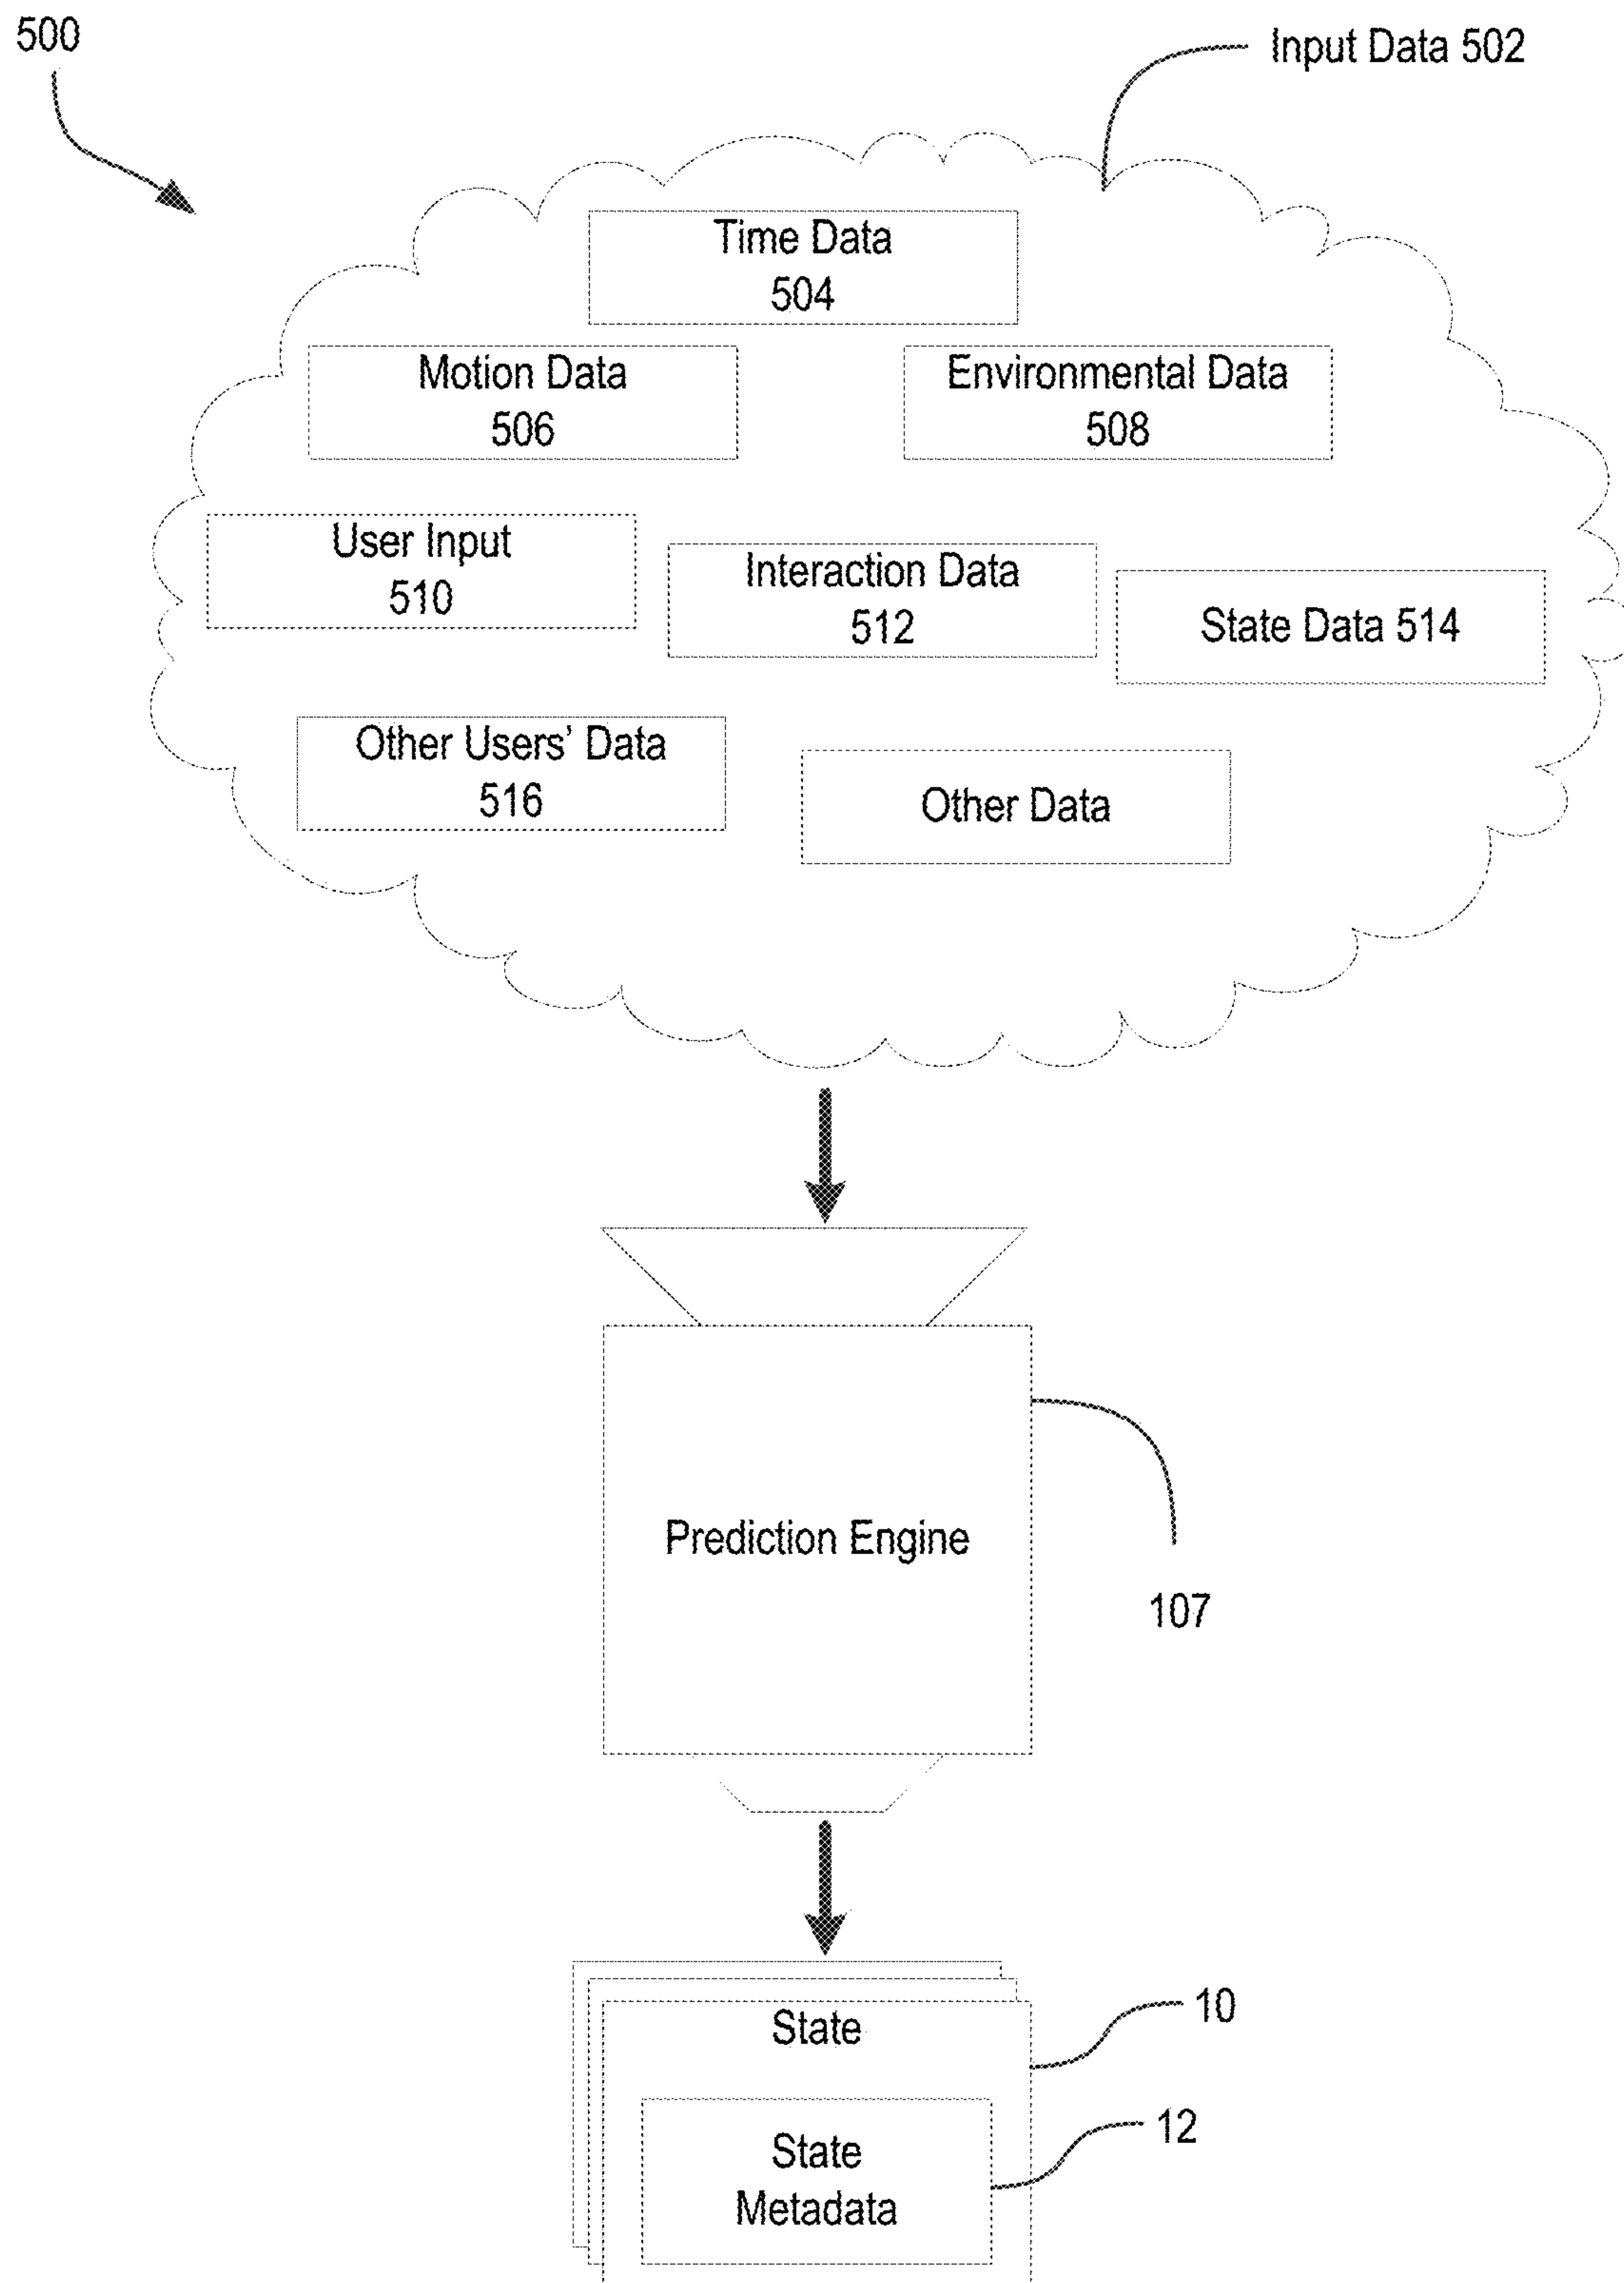 500
Input Data 502
Time Data
504
Motion Data
506
Environmental Data
508
User Input
510
Interaction Data
512
State Data 514
Other Users' Data
516
Other Data
Prediction Engine
107
State
10
State
Metadata
12